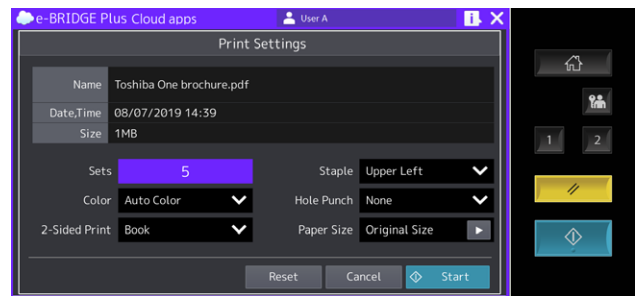 e-BRIDGE Plus Cloud apps
User A
Print Settings
Name Toshiba One brochure.pdf
Date,Time 08/07/2019 14:39
Size 1MB
Sets 5 Staple Upper Left
Color Auto Color Hole Punch None
2-Sided Print Book Paper Size Original Size
Reset Cancel Start
1 2